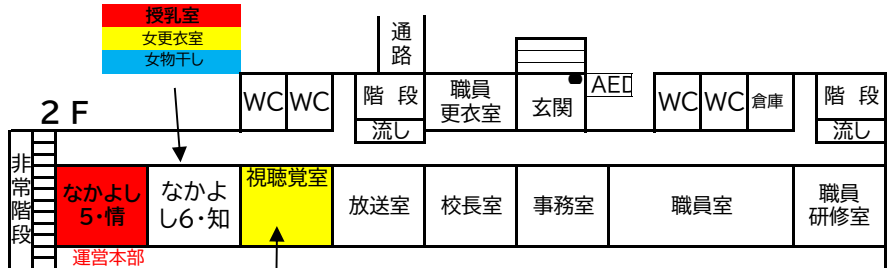 授乳室
女更衣室
女物干し
通路
２Ｆ
WC
WC
階 段
流し
職員
更衣室
玄関
AED
WC
WC
倉庫
階 段
流し
非常階段
なかよし
5・情
なかよ
し6・知
視聴覚室
放送室
校長室
事務室
職員室
職員
研修室
運営本部